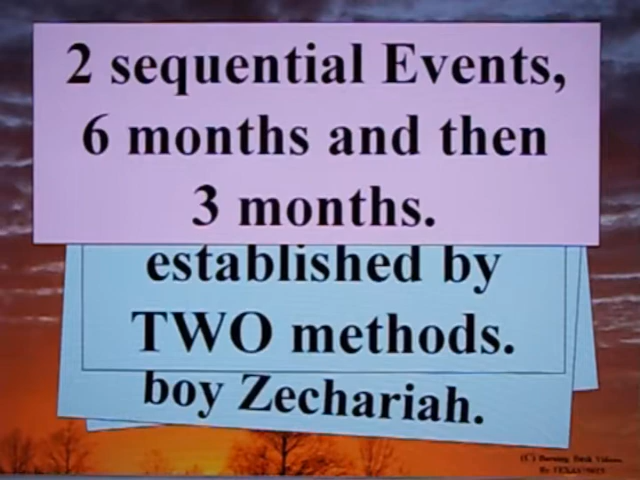 2 sequential Events,
6 months and then
3 months.
established by
TWO methods.
boy Zechariah.